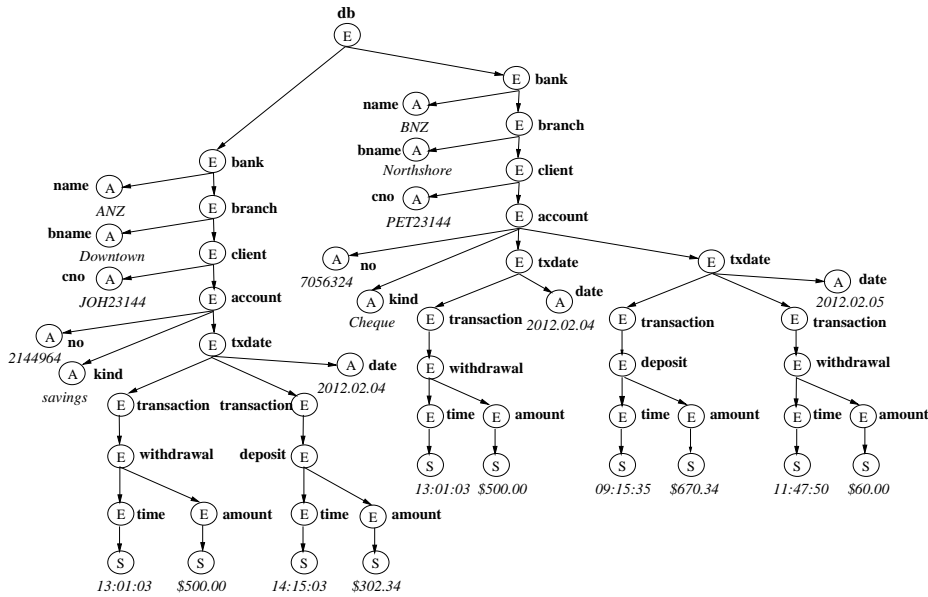 db
E
E bank
name A
BNZ
E branch
bname A
Northshore
E bank
E client
name A
cno A
ANZ
PET23144
E branch
E account
bname A
Downtown
E client
A no
E txdate
E txdate
7056324
cno A
JOH23144
A date
2012.02.05
E account
A kind
Cheque
A date
2012.02.04
E transaction
E transaction
E transaction
A no
2144964
E txdate
A kind
savings
A date
2012.02.04
E withdrawal
E deposit
E withdrawal
E transaction
transaction E
E time
E amount
E time
E amount
E time
E amount
E withdrawal
deposit E
S
S
S
S
S
S
13:01:03
$500.00
09:15:35
$670.34
11:47:50
$60.00
E time
E amount
E time
E amount
S
S
S
S
13:01:03
$500.00
14:15:03
$302.34